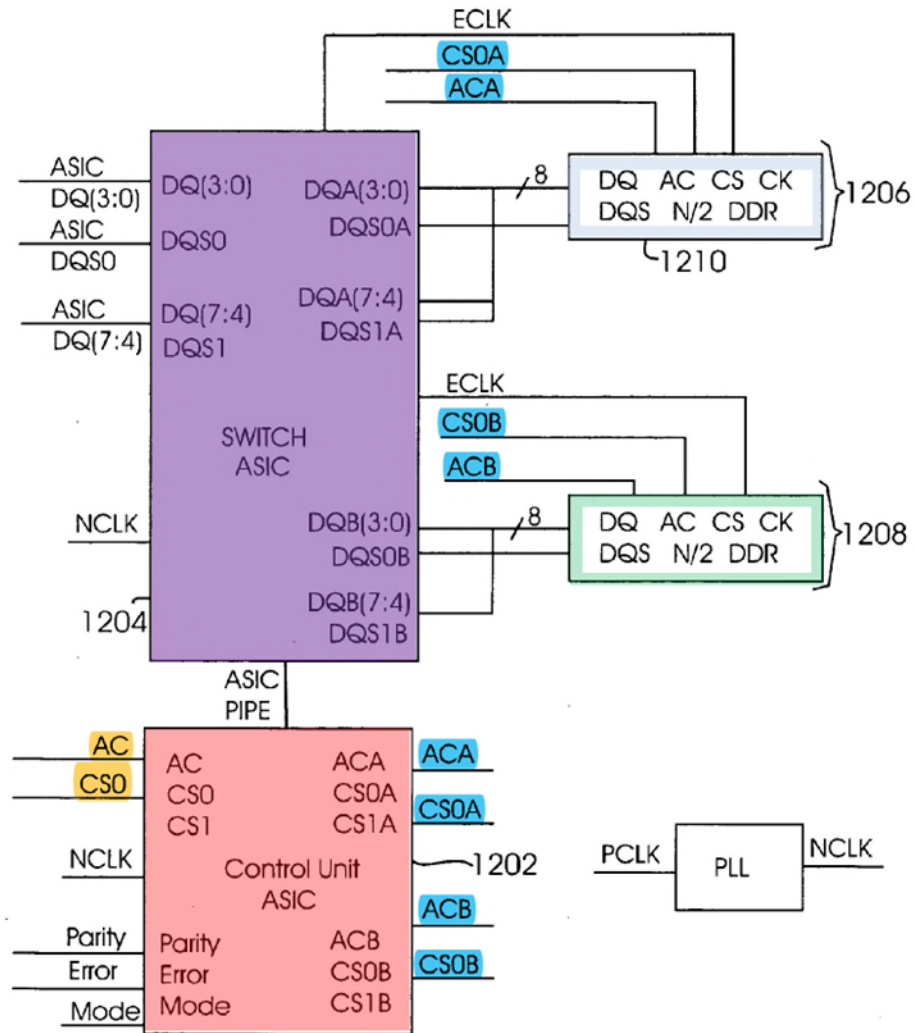 ECLK
CS0A
ACA
ASIC
DQ(3:0)
ASIC
DQS0
ASIC
DQ(7:4)
NCLK
1204
DQ(3:0)
DQS0
DQ(7:4)
DQS1
SWITCH
ASIC
DQA(3:0)
DQS0A
DQA(7:4)
DQS1A
DQB(3:0)
DQS0B
DQB(7:4)
DQS1B
8
DQ AC CS CK
DQS N/2 DDR
1206
1210
ECLK
CS0B
ACB
8
DQ AC CS CK
DQS N/2 DDR
1208
ASIC
PIPE
AC
CS0
NCLK
Parity
Error
Mode
AC
CS0
CS1
ACA
CS0A
CS1A
Control Unit
ASIC
Parity
Error
Mode
ACB
CS0B
CS1B
ACA
CS0A
1202
ACB
CS0B
PCLK
PLL
NCLK